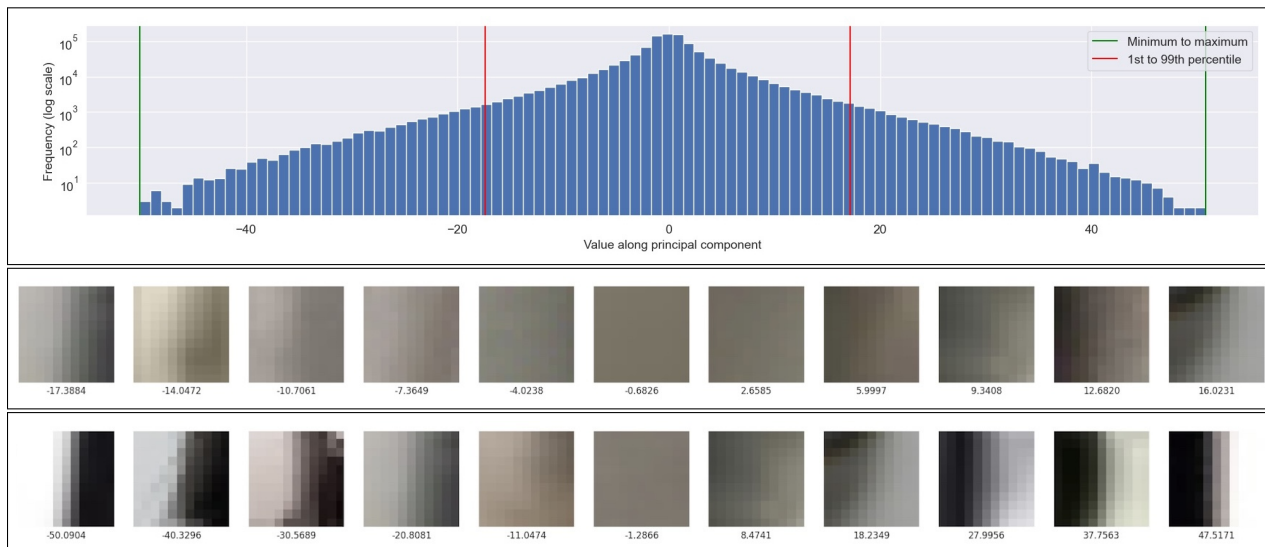 10^5
10^4
10^3
10^2
10^1
Frequency (log scale)
Minimum to maximum
1st to 99th percentile
−40 −20 0 20 40
Value along principal component
-17.3884 -14.0472 -10.7061 -7.3649 -4.0238 -0.6826 2.6585 5.9997 9.3408 12.6820 16.0231
-50.0904 -40.3296 -30.5689 -20.8081 -11.0474 -1.2866 8.4741 18.2349 27.9956 37.7563 47.5171